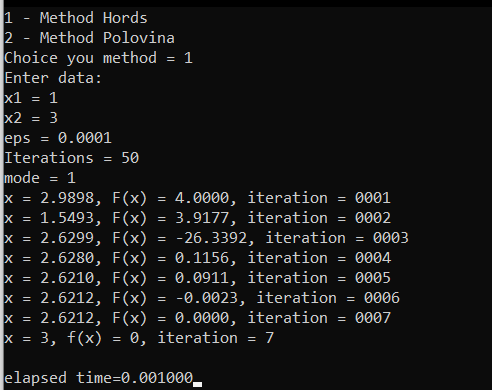 1 - Method Hords
2 - Method Polovina
Choice you method = 1
Enter data:
x1 = 1
x2 = 3
eps = 0.0001
Iterations = 50
mode = 1
x = 2.9898, F(x) = 4.0000, iteration = 0001
x = 1.5493, F(x) = 3.9177, iteration = 0002
x = 2.6299, F(x) = -26.3392, iteration = 0003
x = 2.6280, F(x) = 0.1156, iteration = 0004
x = 2.6210, F(x) = 0.0911, iteration = 0005
x = 2.6212, F(x) = -0.0023, iteration = 0006
x = 2.6212, F(x) = 0.0000, iteration = 0007
x = 3, f(x) = 0, iteration = 7
elapsed time=0.001000